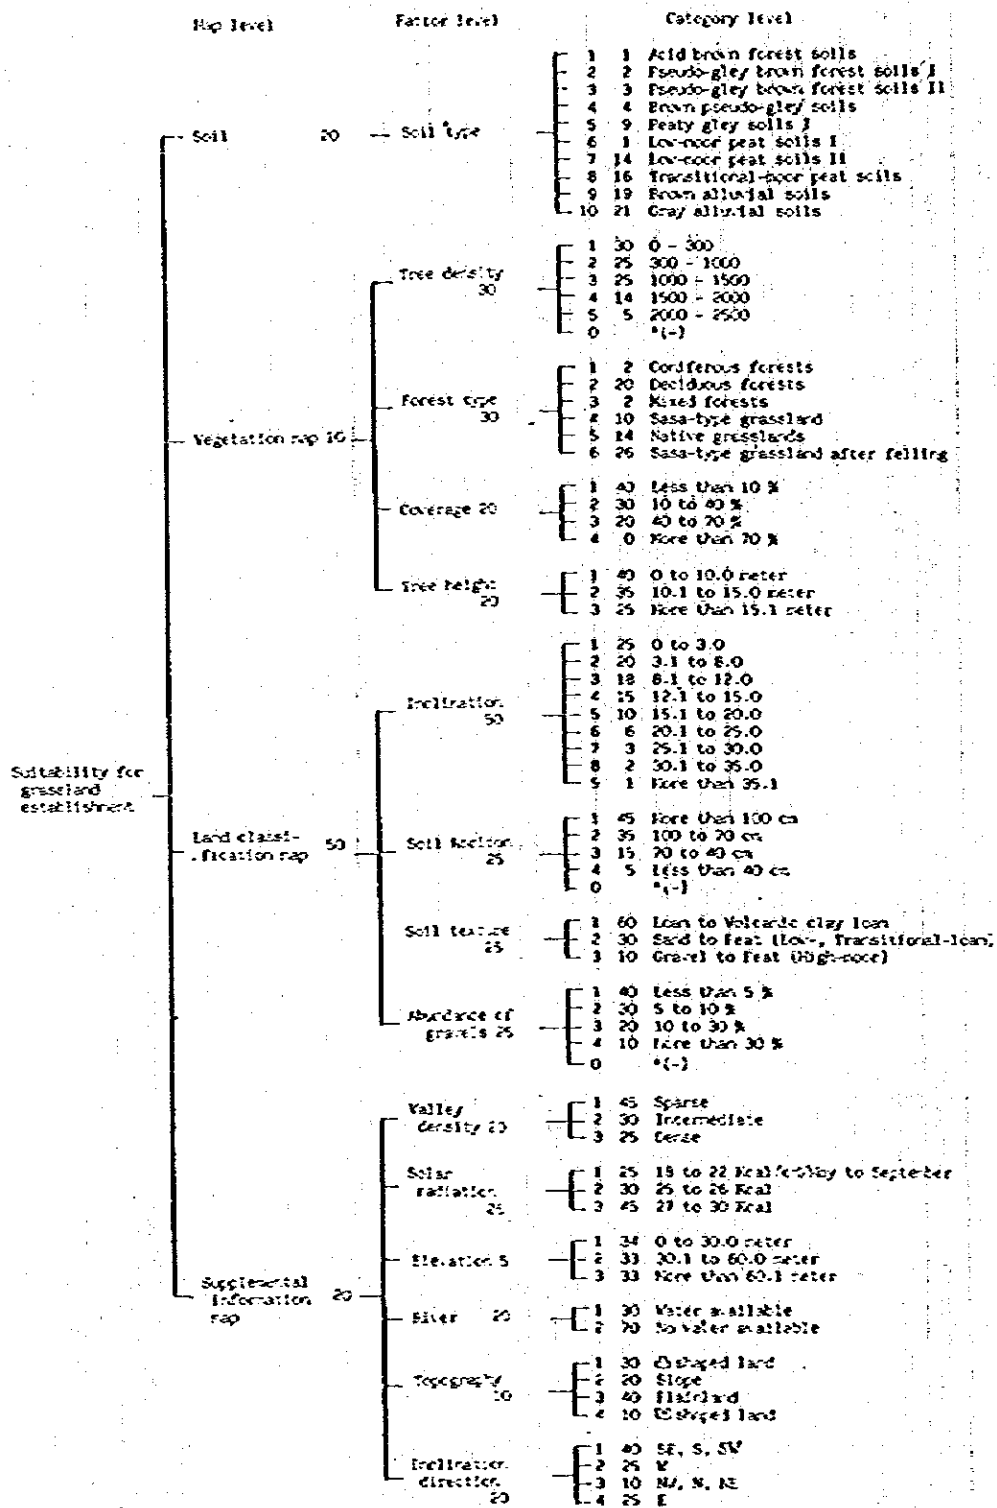 Map level Factor level Category level
1 1 Acid brown forest soils
2 2 Pseudo-gley brown forest soils I
3 3 Pseudo-gley brown forest soils II
4 4 Brown pseudo-gley soils
Soil 20 Soil type 5 9 Peaty gley soils I
6 1 Low-moor peat soils I
7 14 Low-moor peat soils II
8 16 Transitional-moor peat soils
9 19 Brown alluvial soils
10 21 Gray alluvial soils
1 30 0 - 300
2 25 300 - 1000
Tree density 30 3 25 1000 - 1500
4 14 1500 - 2000
5 5 2000 - 2500
0 *(-)
1 2 Coniferous forests
2 20 Deciduous forests
Forest type 30 3 2 Mixed forests
4 10 Sasa-type grassland
Vegetation map 10 5 14 Native grasslands
6 26 Sasa-type grassland after felling
1 40 Less than 10 %
Coverage 20 2 30 10 to 40 %
3 20 40 to 70 %
4 0 More than 70 %
1 40 0 to 10.0 meter
Tree height 20 2 35 10.1 to 15.0 meter
3 25 More than 15.1 meter
1 25 0 to 3.0
2 20 3.1 to 8.0
3 18 8.1 to 12.0
Inclination 50 4 15 12.1 to 15.0
5 10 15.1 to 20.0
6 6 20.1 to 25.0
7 3 25.1 to 30.0
8 2 30.1 to 35.0
9 1 More than 35.1
Suitability for
grassland
establishment
1 45 More than 100 cm
Land classi-
fication map 50 Soil horizon 25 2 35 100 to 70 cm
3 15 70 to 40 cm
4 5 Less than 40 cm
0 *(-)
1 60 Loam to Volcanic clay loam
Soil texture 25 2 30 Sand to Peat (Low-, Transitional-loam)
3 10 Gravel to Peat (High-moor)
1 40 Less than 5 %
2 30 5 to 10 %
Abundance of
gravels 25 3 20 10 to 30 %
4 10 More than 30 %
0 *(-)
Valley
density 20 1 45 Sparse
2 30 Intermediate
3 25 Dense
Solar
radiation
25 1 25 18 to 22 May to September
2 30 25 to 26 Kcal
3 45 27 to 30 Kcal
Elevation 5 1 34 0 to 30.0 meter
2 33 30.1 to 60.0 meter
3 33 More than 60.1 meter
Supplemental
information
map 20
River 20 1 30 Water available
2 70 No water available
Topography
10 1 30 shaped land
2 20 Slope
3 40 Plain land
4 10 shaped land
Inclination
direction
20 1 40 SE, S, SW
2 25 W
3 10 NW, N, NE
4 25 E